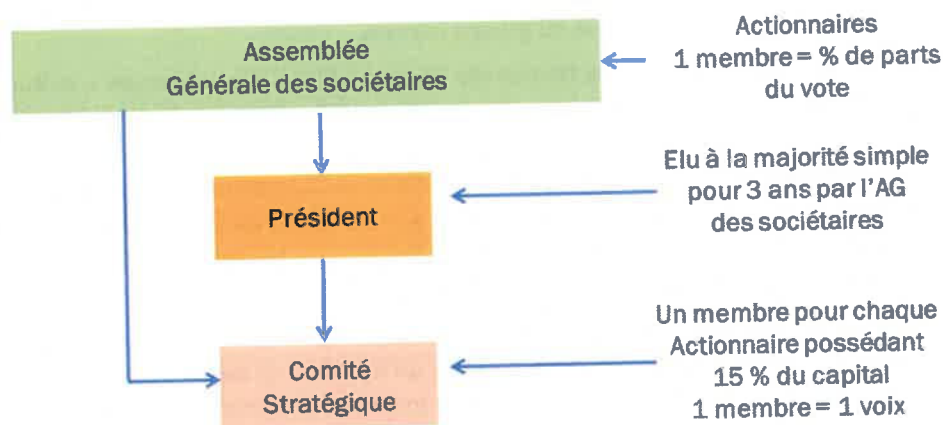 Assemblée
Générale des sociétaires
Actionnaires
1 membre = % de parts
du vote
Président
Elu à la majorité simple
pour 3 ans par l'AG
des sociétaires
Comité
Stratégique
Un membre pour chaque
Actionnaire possédant
15 % du capital
1 membre = 1 voix